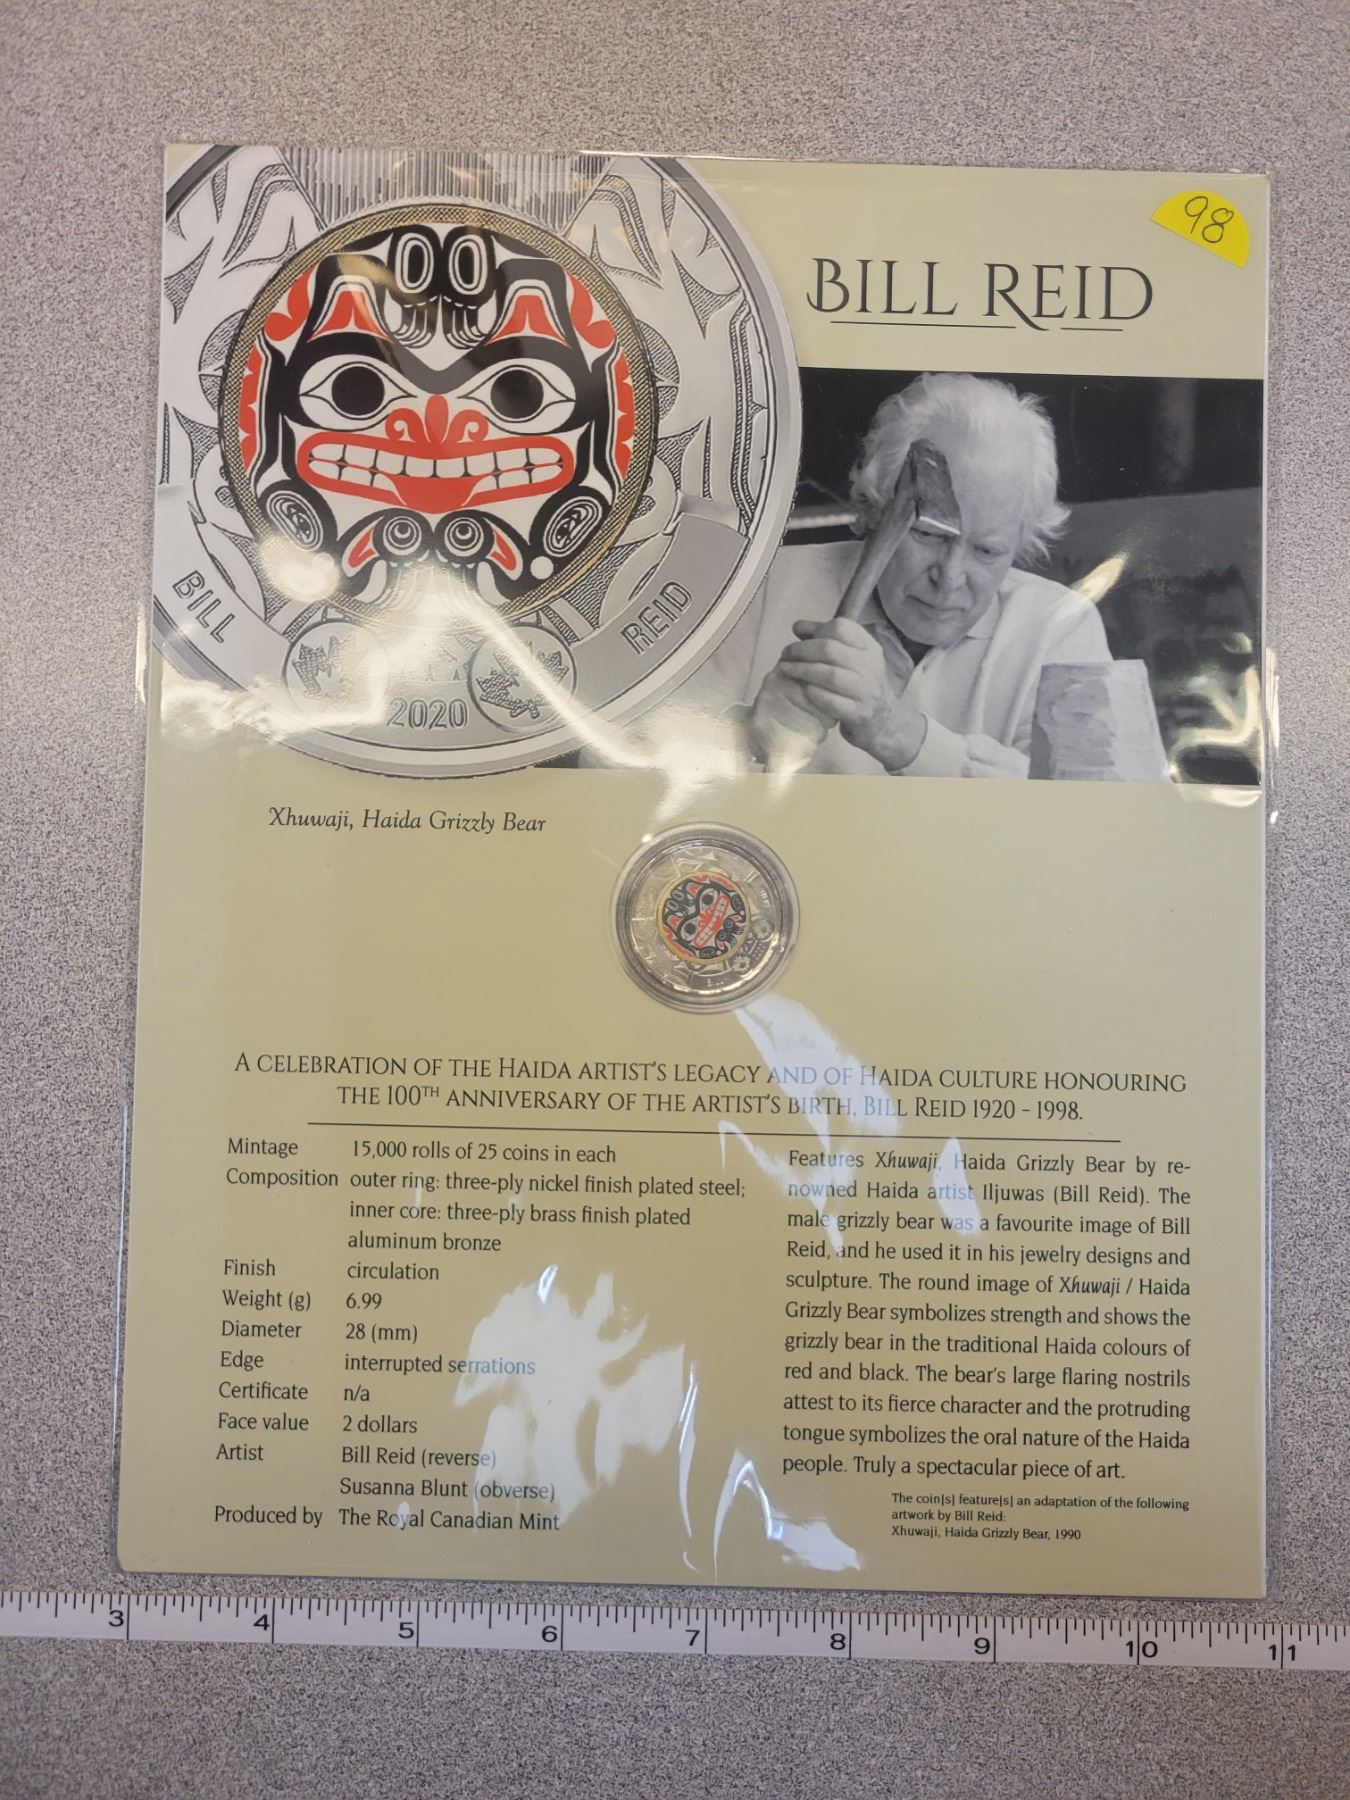 98
BILL REID
BILL
REID
2020
Xhuwaji, Haida Grizzly Bear
BILL
A CELEBRATION OF THE HAIDA ARTIST'S LEGACY AND OF HAIDA CULTURE HONOURING
THE 100TH ANNIVERSARY OF THE ARTIST'S BIRTH, BILL REID 1920 - 1998.
Mintage 15,000 rolls of 25 coins in each
Composition outer ring: three-ply nickel finish plated steel;
inner core: three-ply brass finish plated
aluminum bronze
Finish circulation
Weight (g) 6.99
Diameter 28 (mm)
Edge interrupted serrations
Certificate n/a
Face value 2 dollars
Artist Bill Reid (reverse)
Susanna Blunt (obverse)
Produced by The Royal Canadian Mint
Features Xhuwaji, Haida Grizzly Bear by re-
nowned Haida artist Iljuwas (Bill Reid). The
male grizzly bear was a favourite image of Bill
Reid, and he used it in his jewelry designs and
sculpture. The round image of Xhuwaji / Haida
Grizzly Bear symbolizes strength and shows the
grizzly bear in the traditional Haida colours of
red and black. The bear's large flaring nostrils
attest to its fierce character and the protruding
tongue symbolizes the oral nature of the Haida
people. Truly a spectacular piece of art.
The coin[s] feature[s] an adaptation of the following
artwork by Bill Reid:
Xhuwaji, Haida Grizzly Bear, 1990
3 4 5 6 7 8 9 10 11